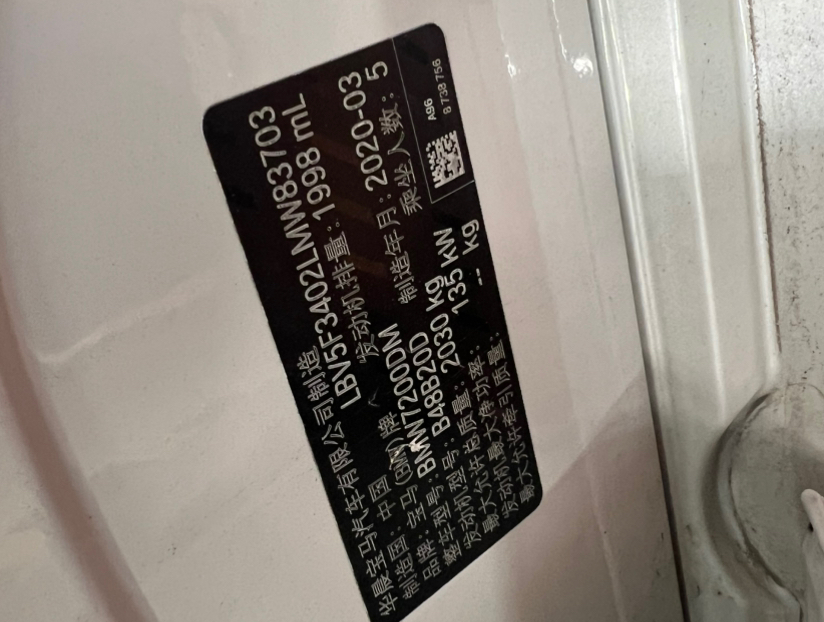 华晨宝马汽车有限公司制造
制造国：中国 LBV5F3402LMW83703
品牌：宝马(BMW)牌 发动机排量：1998 mL
整车型号：BMW7200DM 制造年月：2020-03
发动机型号：B48B20D 乘坐人数：5
最大允许总质量：2030 kg
发动机最大净功率：135 KW
最大允许牵引质量：-- kg
A96
8 738 756